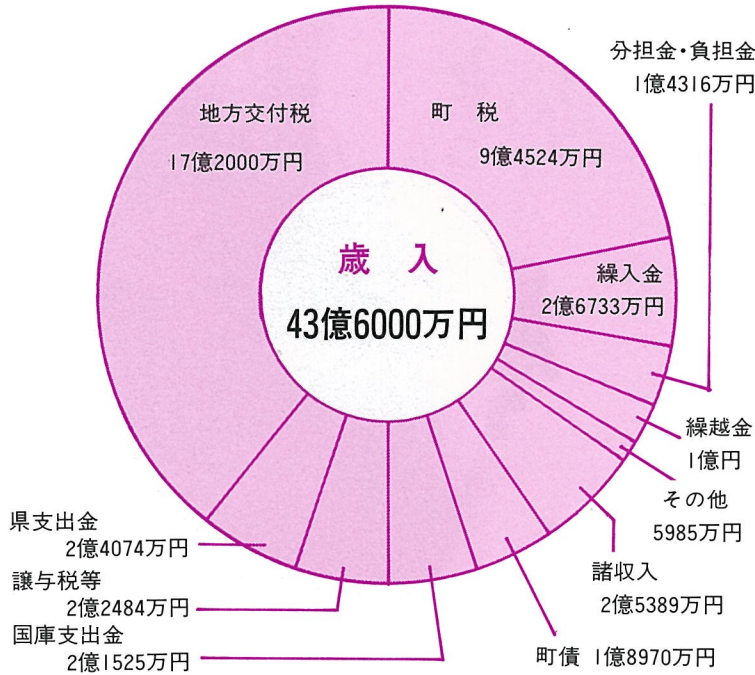 歳入
43億6000万円
町税
9億4524万円
繰入金
2億6733万円
分担金・負担金
1億4316万円
繰越金
1億円
その他
5985万円
諸収入
2億5389万円
町債 1億8970万円
国庫支出金
2億1525万円
譲与税等
2億2484万円
県支出金
2億4074万円
地方交付税
17億2000万円